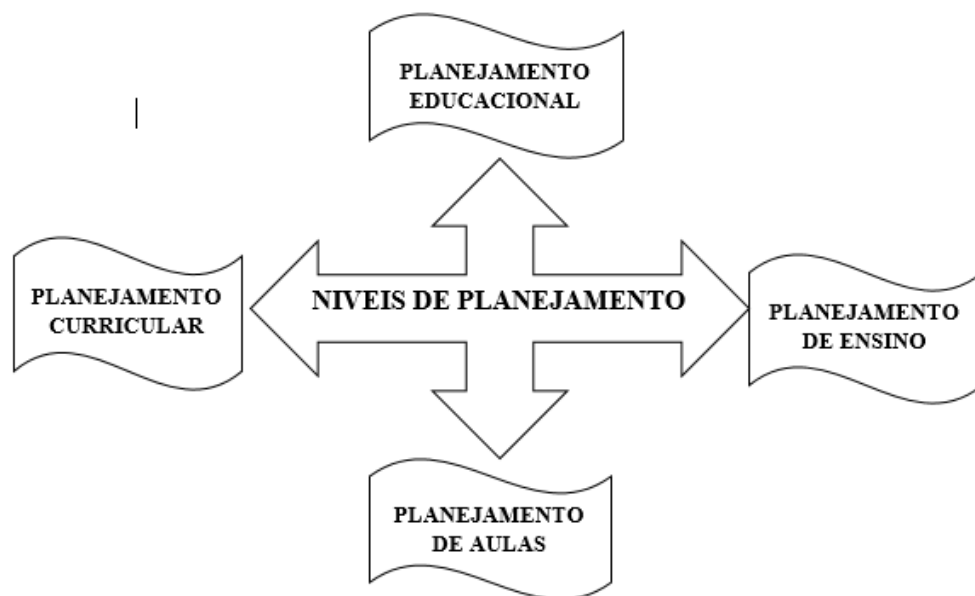 PLANEJAMENTO
EDUCACIONAL
PLANEJAMENTO
CURRICULAR
NIVEIS DE PLANEJAMENTO
PLANEJAMENTO
DE ENSINO
PLANEJAMENTO
DE AULAS